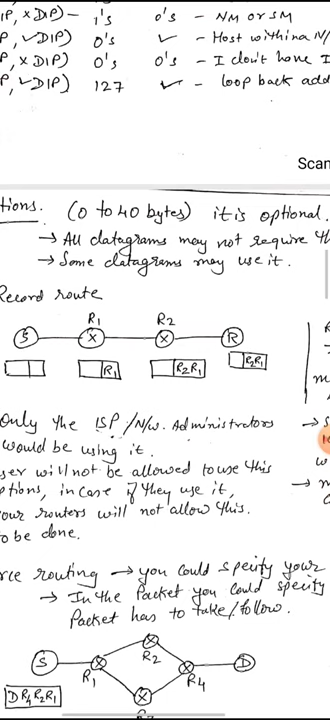 IP, × DIP) — 1's 0's — NM or SM
P, ✓DIP) 0's ✓ — Host within a N/
P, × DIP) 0's 0's — I don't have I
P, ✓DIP) 127 ✓ — loop back add
Scan
tions. (0 to 40 bytes) it is optional.
→ All datagrams may not require th
→ Some datagrams may use it.
Record route
R1 R2
S × × R
R1 R2R1 R2R1
Only the ISP/N/w. Administrators
would be using it.
ser will not be allowed to use this
ptions, in case if they use it,
our routers will not allow this.
to be done.
rce routing → you could specify your
→ In the Packet you could specify
Packet has to take/follow.
S × R1 × R2 × R4 D
×
D R4 R2 R1